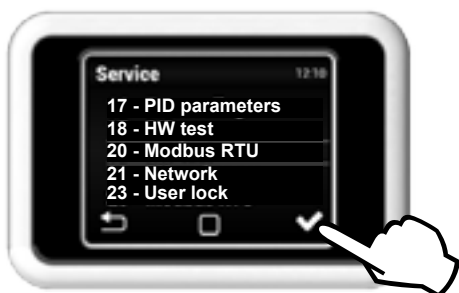 Service 12:10
17 - PID parameters
18 - HW test
20 - Modbus RTU
21 - Network
23 - User lock